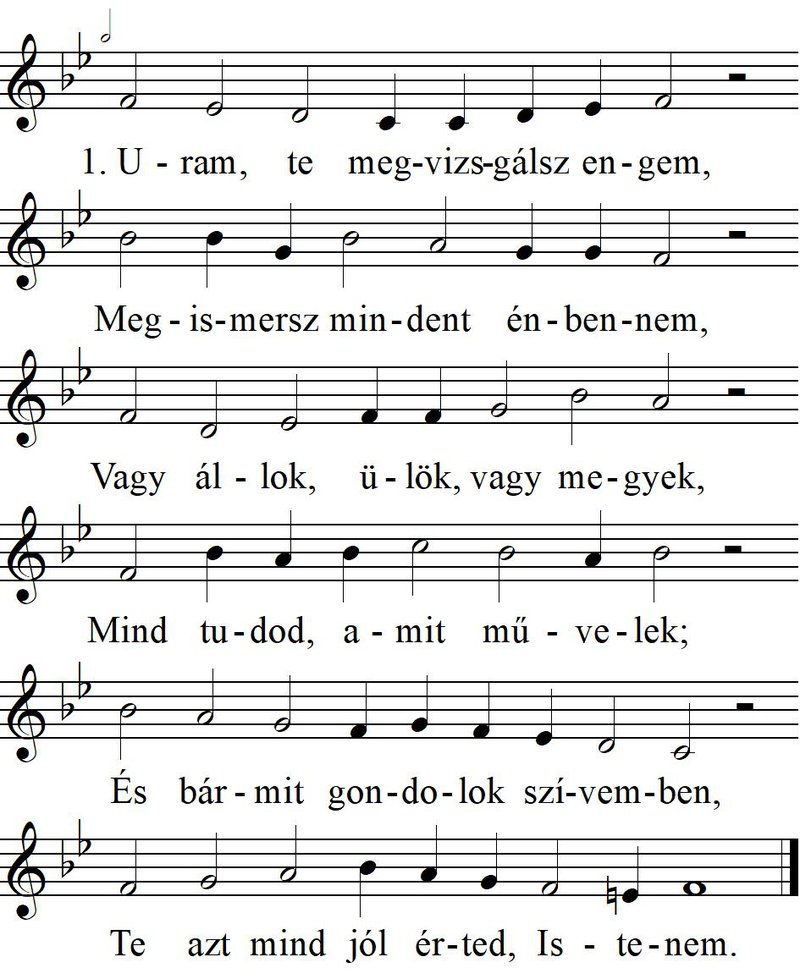 1. U - ram, te meg-vizs-gálsz en-gem,
Meg-is-mersz min-dent én-ben-nem,
Vagy ál - lok, ü-lök, vagy me-gyek,
Mind tu-dod, a-mit mű - ve-lek;
És bár-mit gon-do-lok szí-vem-ben,
Te azt mind jól ér-ted, Is - te-nem.